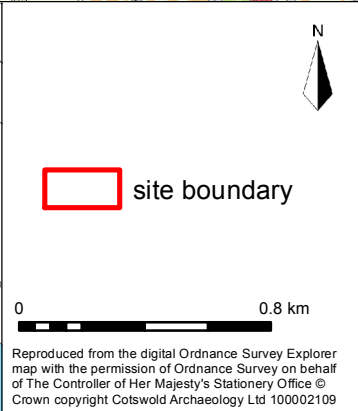 N
site boundary
0 0.8 km
Reproduced from the digital Ordnance Survey Explorer
map with the permission of Ordnance Survey on behalf
of The Controller of Her Majesty's Stationery Office ©
Crown copyright Cotswold Archaeology Ltd 100002109